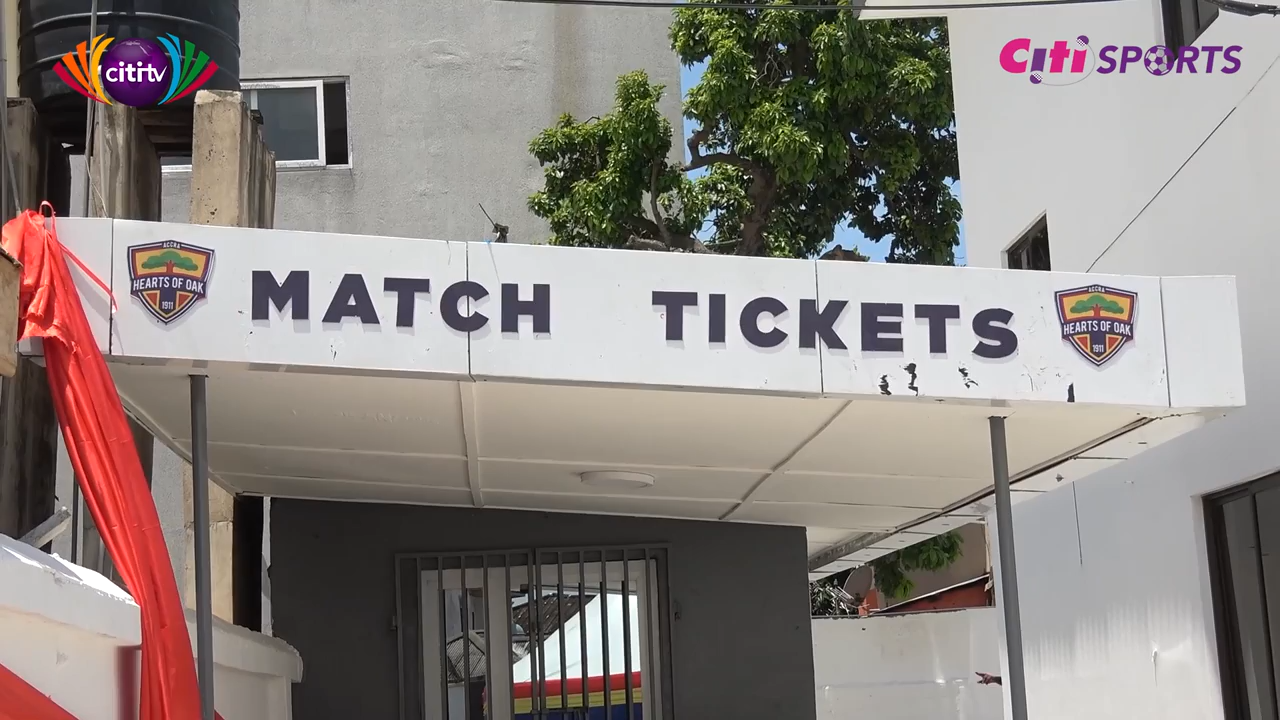 citi tv
Citi SPORTS
MATCH TICKETS
ACCRA
HEARTS OF OAK
1911
ACCRA
HEARTS OF OAK
1911